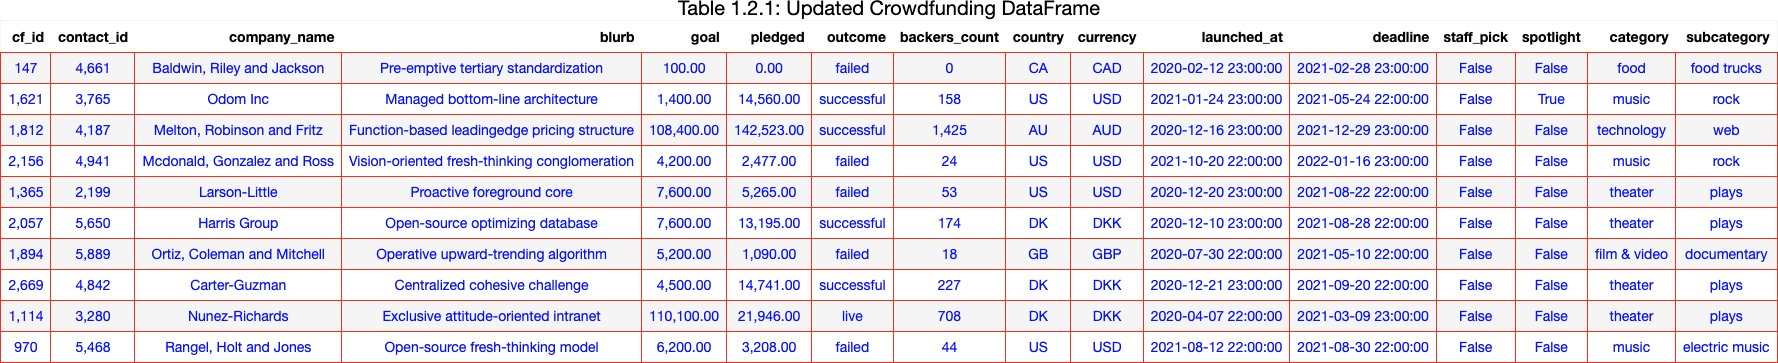 Table 1.2.1: Updated Crowdfunding DataFrame
cf_id contact_id company_name blurb goal pledged outcome backers_count country currency launched_at deadline staff_pick spotlight category subcategory
147 4,661 Baldwin, Riley and Jackson Pre-emptive tertiary standardization 100.00 0.00 failed 0 CA CAD 2020-02-12 23:00:00 2021-02-28 23:00:00 False False food food trucks
1,621 3,765 Odom Inc Managed bottom-line architecture 1,400.00 14,560.00 successful 158 US USD 2021-01-24 23:00:00 2021-05-24 22:00:00 False True music rock
1,812 4,187 Melton, Robinson and Fritz Function-based leadingedge pricing structure 108,400.00 142,523.00 successful 1,425 AU AUD 2020-12-16 23:00:00 2021-12-29 23:00:00 False False technology web
2,156 4,941 Mcdonald, Gonzalez and Ross Vision-oriented fresh-thinking conglomeration 4,200.00 2,477.00 failed 24 US USD 2021-10-20 22:00:00 2022-01-16 23:00:00 False False music rock
1,365 2,199 Larson-Little Proactive foreground core 7,600.00 5,265.00 failed 53 US USD 2020-12-20 23:00:00 2021-08-22 22:00:00 False False theater plays
2,057 5,650 Harris Group Open-source optimizing database 7,600.00 13,195.00 successful 174 DK DKK 2020-12-10 23:00:00 2021-08-28 22:00:00 False False theater plays
1,894 5,889 Ortiz, Coleman and Mitchell Operative upward-trending algorithm 5,200.00 1,090.00 failed 18 GB GBP 2020-07-30 22:00:00 2021-05-10 22:00:00 False False film & video documentary
2,669 4,842 Carter-Guzman Centralized cohesive challenge 4,500.00 14,741.00 successful 227 DK DKK 2020-12-21 23:00:00 2021-09-20 22:00:00 False False theater plays
1,114 3,280 Nunez-Richards Exclusive attitude-oriented intranet 110,100.00 21,946.00 live 708 DK DKK 2020-04-07 22:00:00 2021-03-09 23:00:00 False False theater plays
970 5,468 Rangel, Holt and Jones Open-source fresh-thinking model 6,200.00 3,208.00 failed 44 US USD 2021-08-12 22:00:00 2021-08-30 22:00:00 False False music electric music